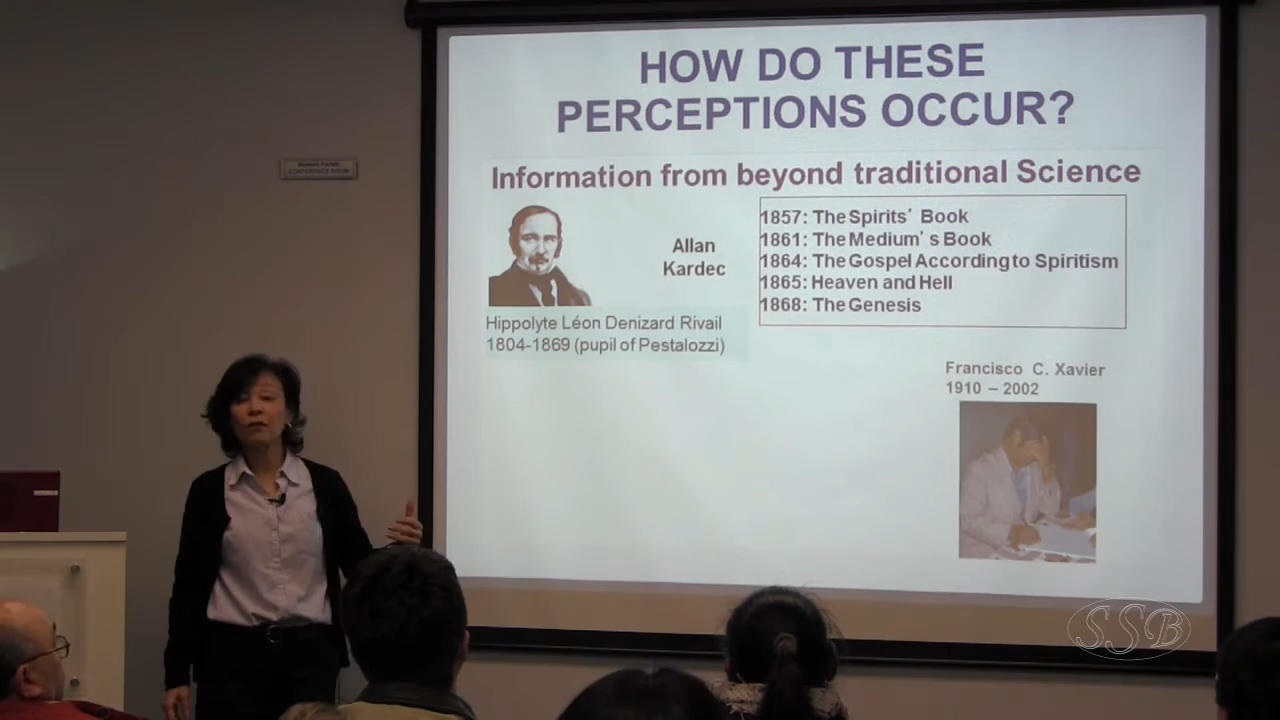 HOW DO THESE
PERCEPTIONS OCCUR?
Information from beyond traditional Science
Allan
Kardec
1857: The Spirits' Book
1861: The Medium's Book
1864: The Gospel According to Spiritism
1865: Heaven and Hell
1868: The Genesis
Hippolyte Léon Denizard Rivail
1804-1869 (pupil of Pestalozzi)
Francisco C. Xavier
1910 – 2002
CONFERENCE ROOM
SSB